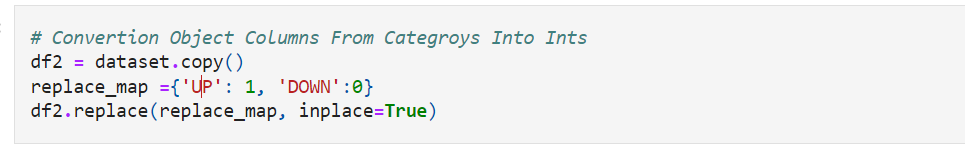 # Convertion Object Columns From Categroys Into Ints
df2 = dataset.copy()
replace_map ={'UP': 1, 'DOWN':0}
df2.replace(replace_map, inplace=True)